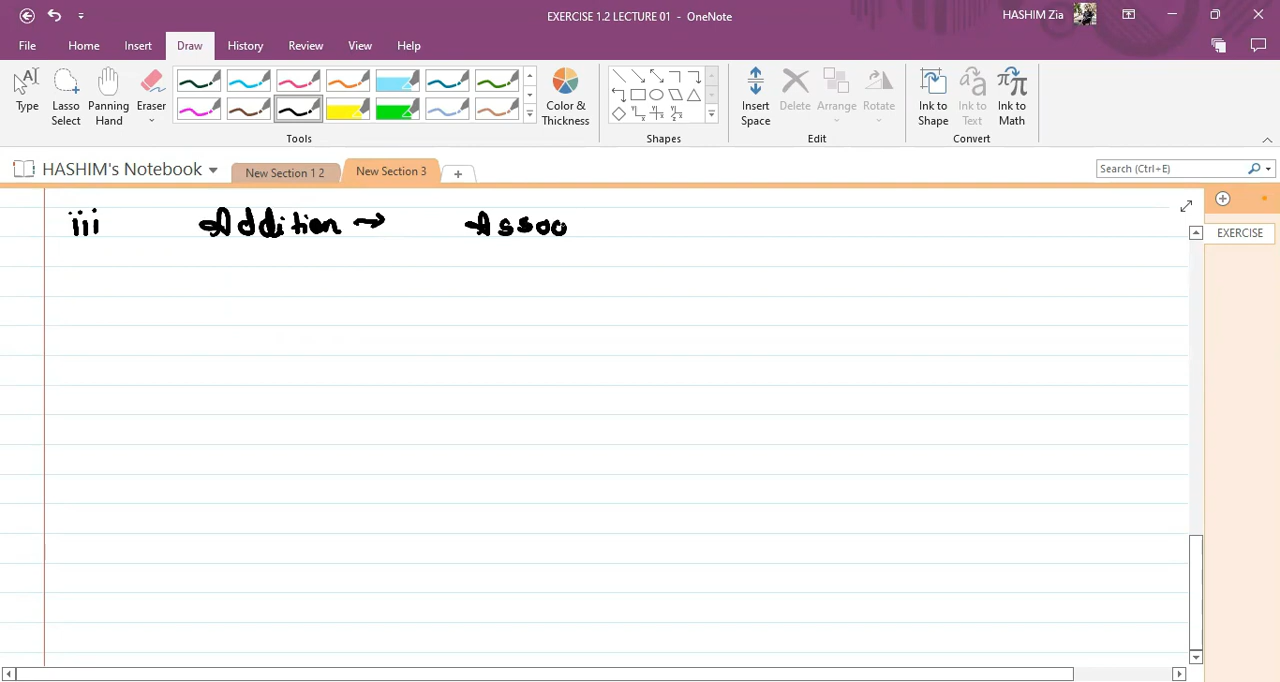 EXERCISE 1.2 LECTURE 01 - OneNote
HASHIM Zia
File Home Insert Draw History Review View Help
Type
Lasso Select
Panning Hand
Eraser
Color & Thickness
Insert Space
Delete
Arrange
Rotate
Ink to Shape
Ink to Text
Ink to Math
Tools Shapes Edit Convert
HASHIM's Notebook New Section 1 2 New Section 3 + Search (Ctrl+E)
EXERCISE
iii Addition → Assoc